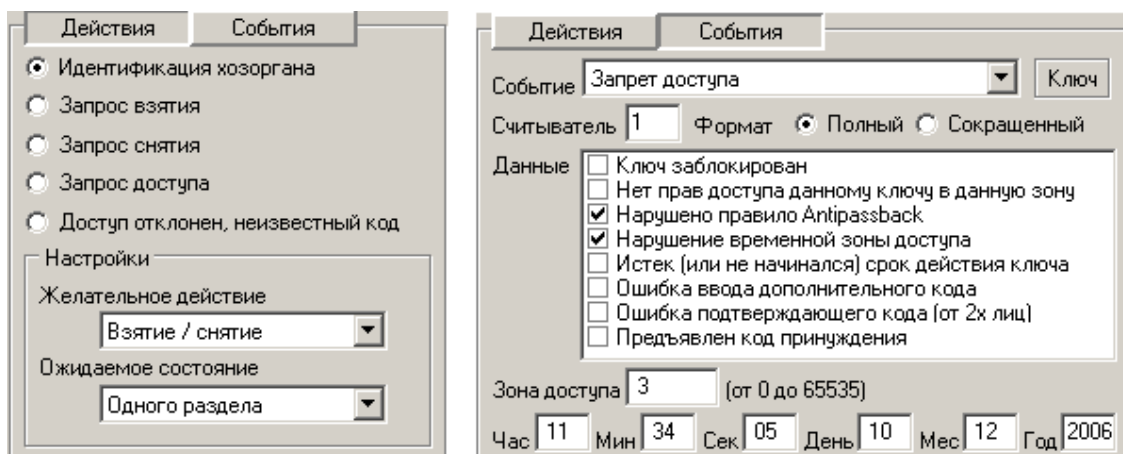 Действия События
Идентификация хозоргана
Запрос взятия
Запрос снятия
Запрос доступа
Доступ отклонен, неизвестный код
Настройки
Желательное действие
Взятие / снятие
Ожидаемое состояние
Одного раздела
Действия События
Событие Запрет доступа Ключ
Считыватель 1 Формат Полный Сокращенный
Данные Ключ заблокирован
Нет прав доступа данному ключу в данную зону
Нарушено правило Antipassback
Нарушение временной зоны доступа
Истек (или не начинался) срок действия ключа
Ошибка ввода дополнительного кода
Ошибка подтверждающего кода (от 2х лиц)
Предъявлен код принуждения
Зона доступа 3 (от 0 до 65535)
Час 11 Мин 34 Сек 05 День 10 Мес 12 Год 2006